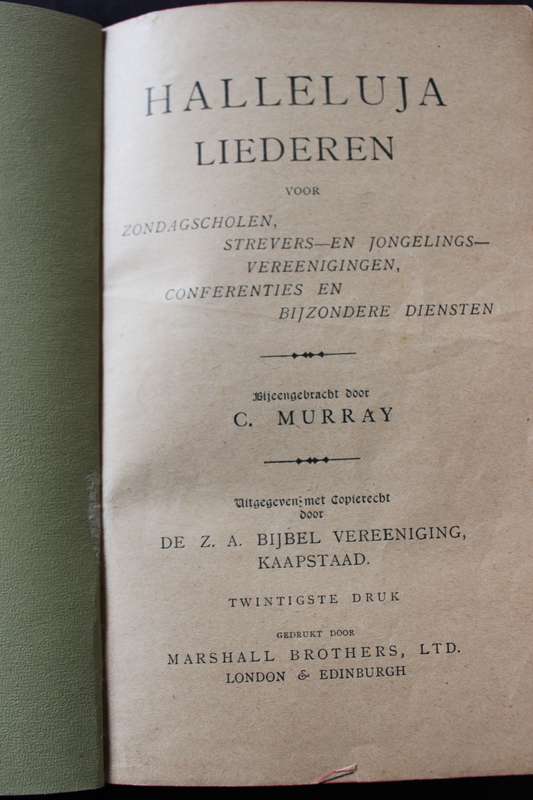 HALLELUJA
LIEDEREN
VOOR
ZONDAGSCHOLEN,
STREVERS—EN JONGELINGS—
VEREENIGINGEN,
CONFERENTIES EN
BIJZONDERE DIENSTEN
Bijeengebracht door
C. MURRAY
Uitgegeven met Copierecht
door
DE Z. A. BIJBEL VEREENIGING,
KAAPSTAAD.
TWINTIGSTE DRUK
GEDRUKT DOOR
MARSHALL BROTHERS, LTD.
LONDON & EDINBURGH